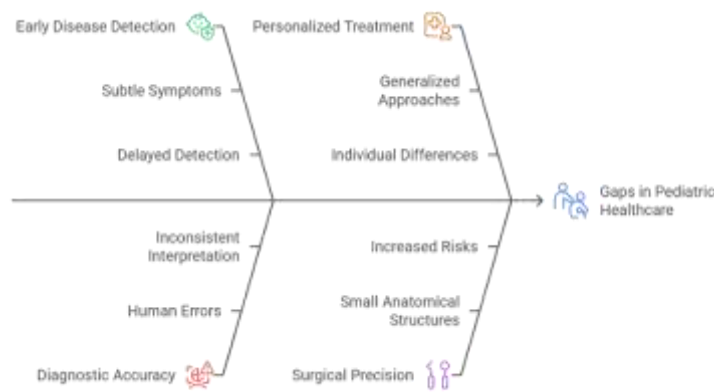 Early Disease Detection
Personalized Treatment
Subtle Symptoms
Generalized
Approaches
Delayed Detection
Individual Differences
Gaps in Pediatric
Healthcare
Inconsistent
Interpretation
Increased Risks
Human Errors
Small Anatomical
Structures
Diagnostic Accuracy
Surgical Precision